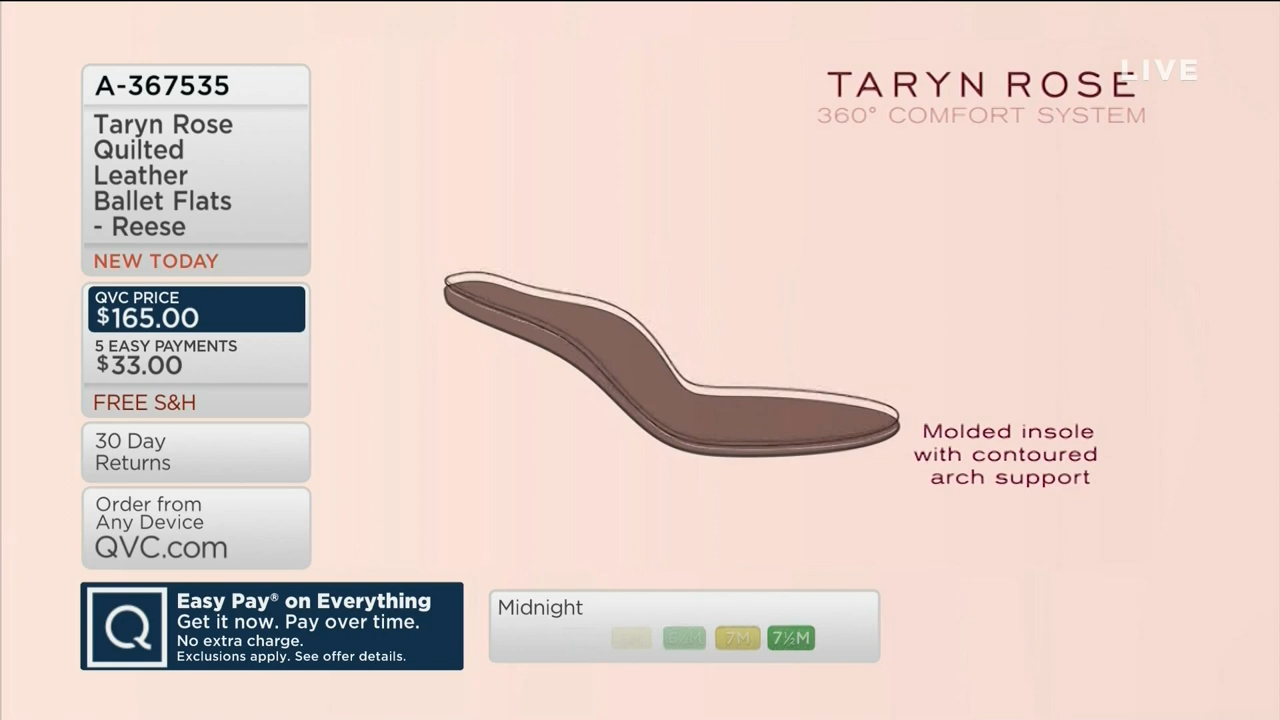 A-367535
Taryn Rose
Quilted
Leather
Ballet Flats
- Reese
NEW TODAY
QVC PRICE
$165.00
5 EASY PAYMENTS
$33.00
FREE S&H
30 Day
Returns
Order from
Any Device
QVC.com
Q
Easy Pay® on Everything
Get it now. Pay over time.
No extra charge.
Exclusions apply. See offer details.
LIVE
TARYN ROSE
360° COMFORT SYSTEM
Molded insole
with contoured
arch support
Midnight
7M 7½M